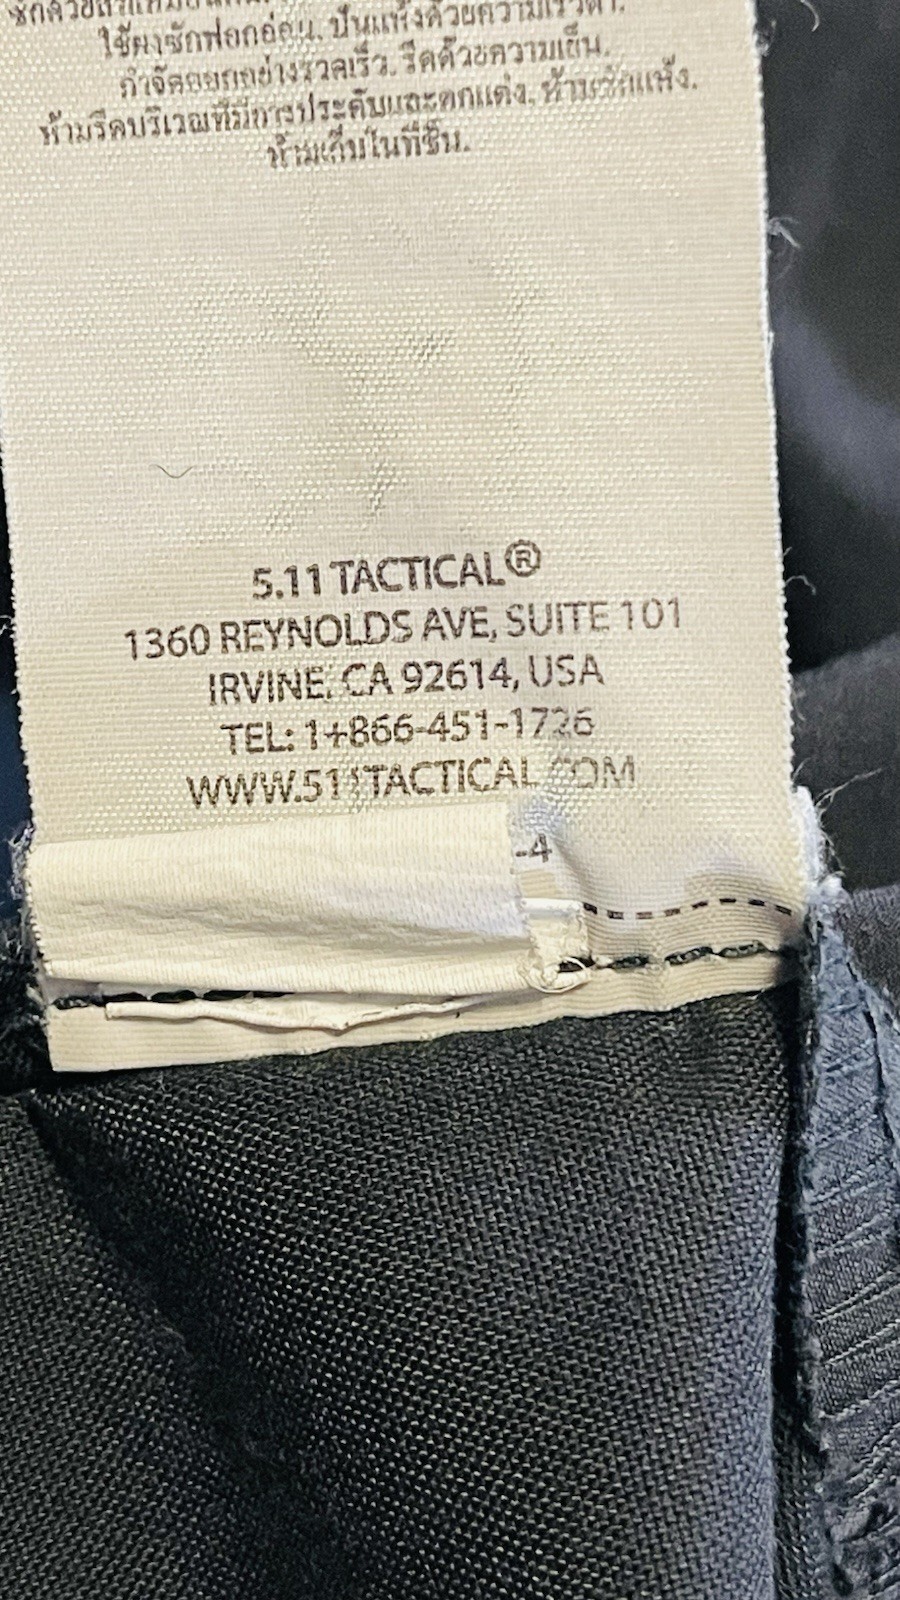 ใช้ผงซักฟอกอ่อน. ปั่นแห้งด้วยความเร็วต่ำ.
กำจัดออกอย่างรวดเร็ว. รีดด้วยความเย็น.
ห้ามรีดบริเวณที่มีการประดับและตกแต่ง. ห้ามซักแห้ง.
ห้ามเก็บในที่ชื้น.
5.11 TACTICAL®
1360 REYNOLDS AVE, SUITE 101
IRVINE, CA 92614, USA
TEL: 1+866-451-1726
WWW.511TACTICAL.COM
-4